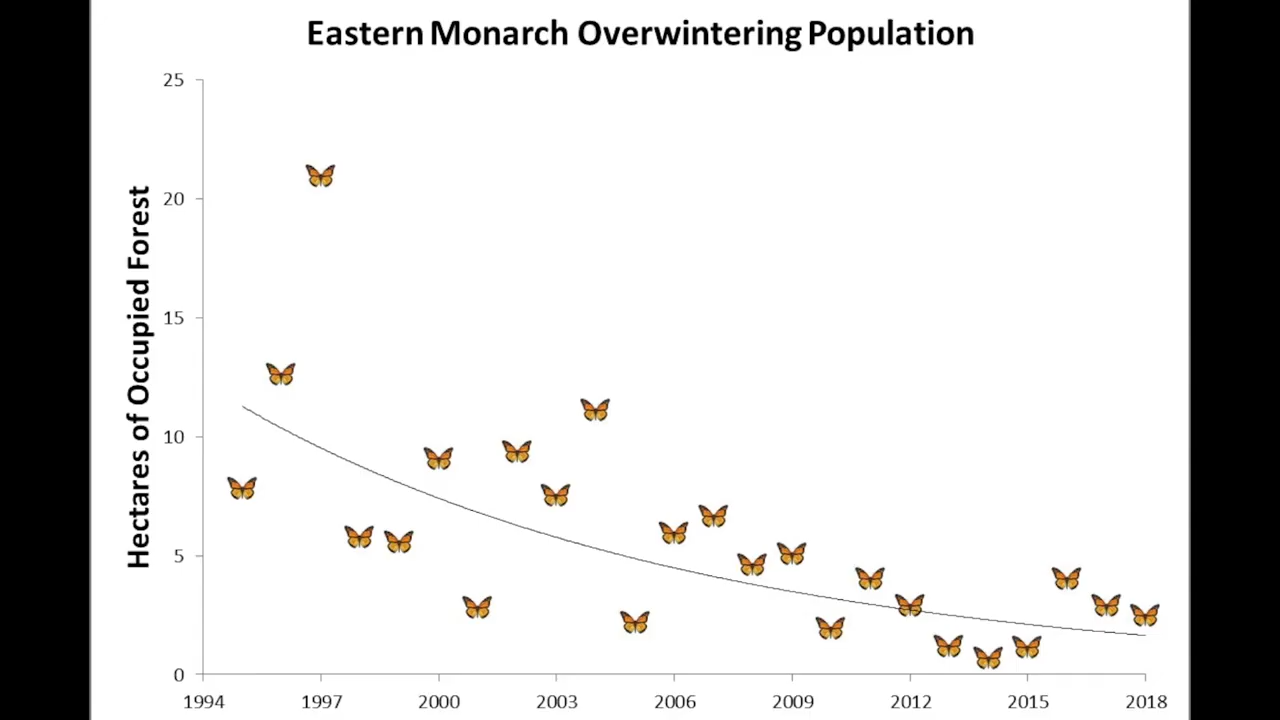 Eastern Monarch Overwintering Population
Hectares of Occupied Forest
25
20
15
10
5
0
1994 1997 2000 2003 2006 2009 2012 2015 2018